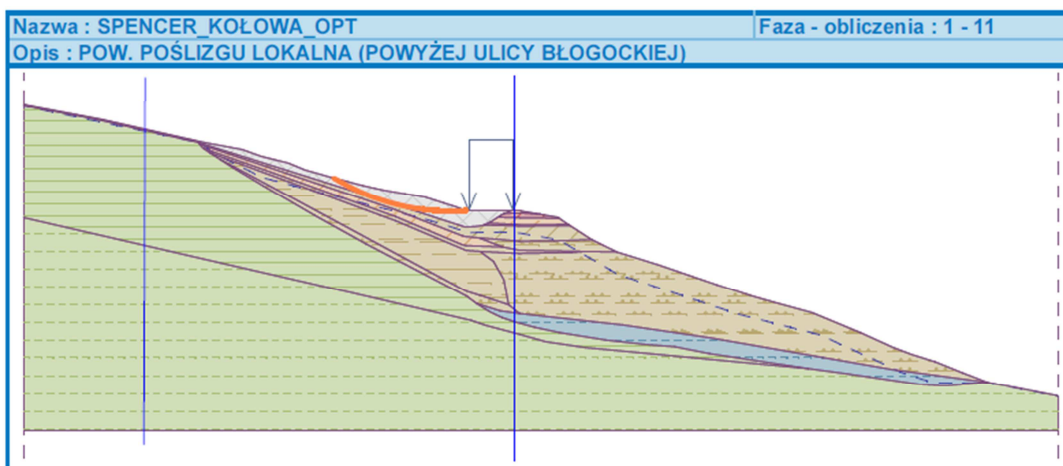 Nazwa : SPENCER_KOŁOWA_OPT Faza - obliczenia : 1 - 11
Opis : POW. POŚLIZGU LOKALNA (POWYŻEJ ULICY BŁOGOCKIEJ)